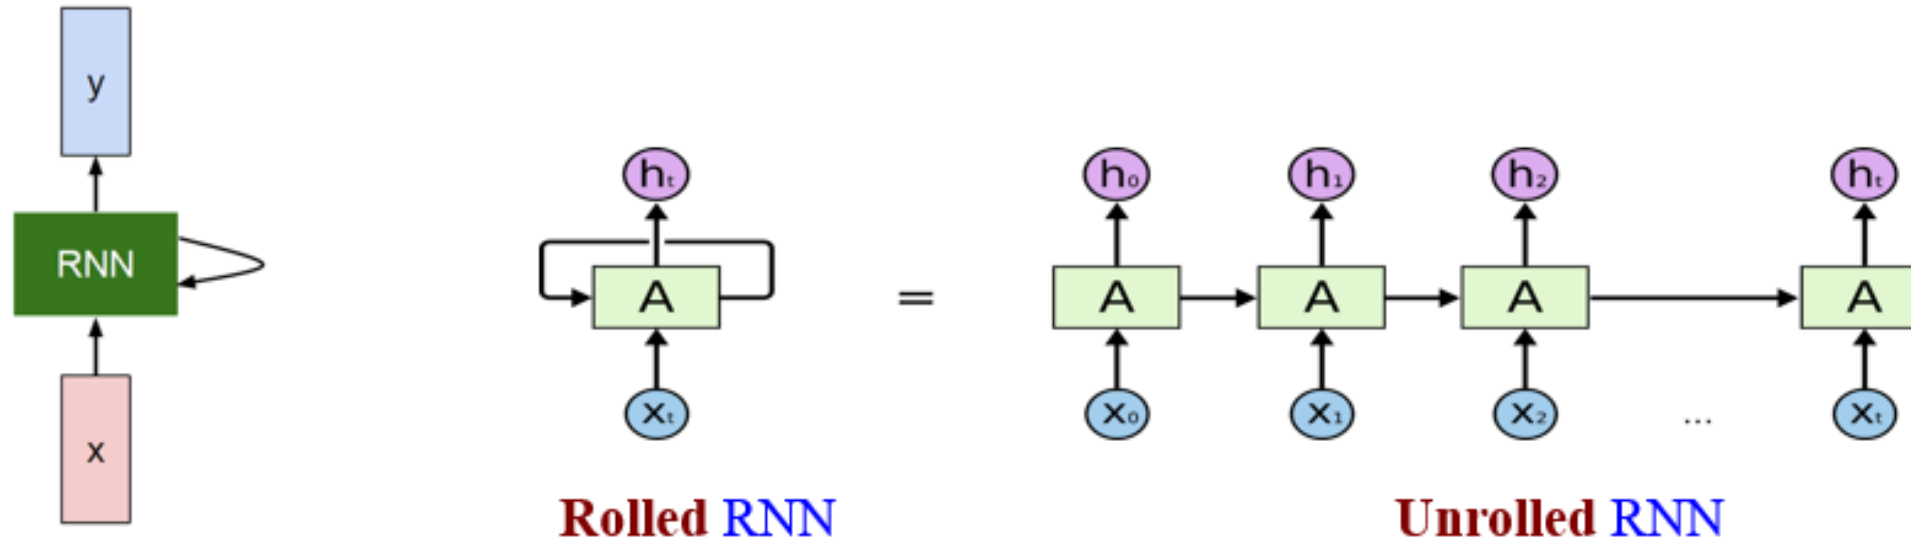 y
RNN
x
hₜ
A
xₜ
=
h₀ h₁ h₂ hₜ
A A A A
x₀ x₁ x₂ ... xₜ
Rolled RNN
Unrolled RNN